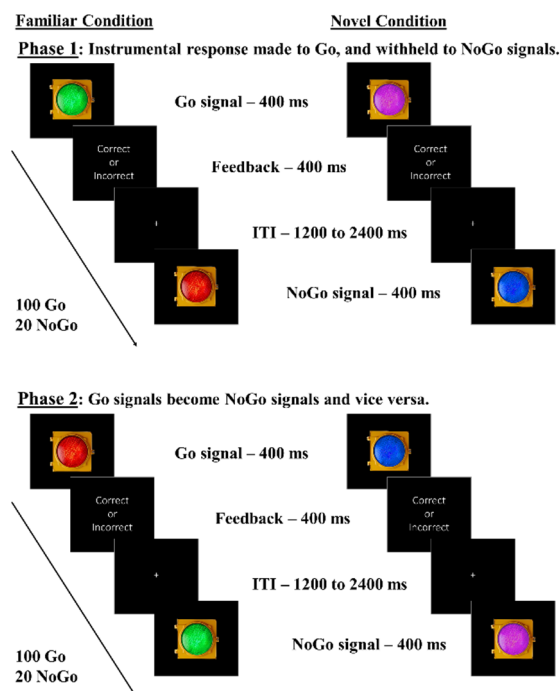 Familiar Condition
Novel Condition
Phase 1: Instrumental response made to Go, and withheld to NoGo signals.
Go signal – 400 ms
Correct
or
Incorrect
Feedback – 400 ms
Correct
or
Incorrect
+
ITI – 1200 to 2400 ms
+
NoGo signal – 400 ms
100 Go
20 NoGo
Phase 2: Go signals become NoGo signals and vice versa.
Go signal – 400 ms
Correct
or
Incorrect
Feedback – 400 ms
Correct
or
Incorrect
+
ITI – 1200 to 2400 ms
+
NoGo signal – 400 ms
100 Go
20 NoGo